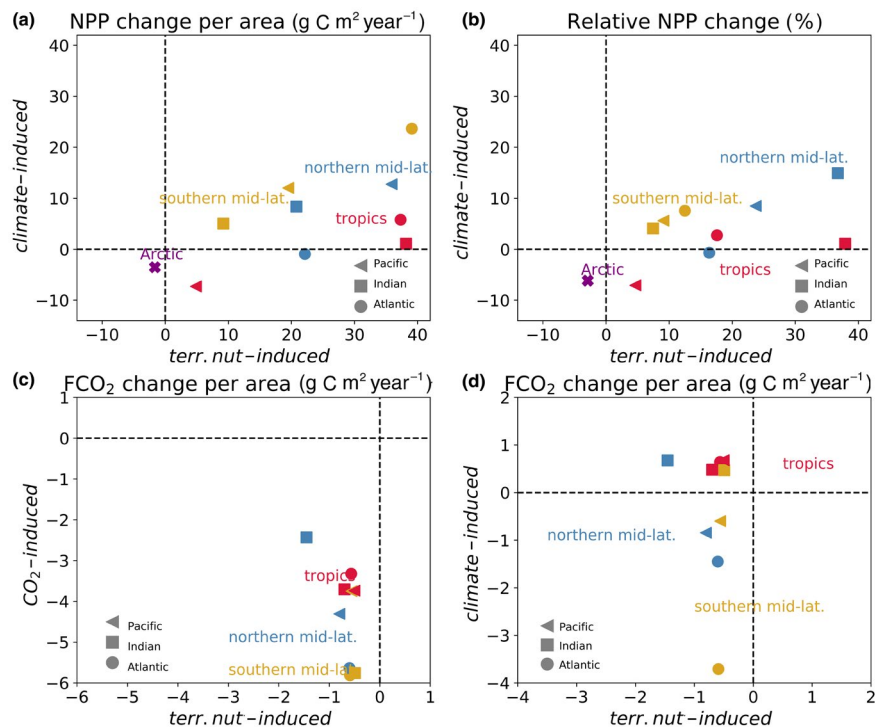 (a) NPP change per area (g C m² year⁻¹)
climate-induced
40
30
20
10
0
−10
northern mid-lat.
southern mid-lat.
tropics
Arctic
Pacific
Indian
Atlantic
−10 0 10 20 30 40
terr. nut-induced
(b) Relative NPP change (%)
climate-induced
40
30
20
10
0
−10
northern mid-lat.
southern mid-lat.
Arctic
tropics
Pacific
Indian
Atlantic
−10 0 10 20 30 40
terr. nut-induced
(c) FCO₂ change per area (g C m² year⁻¹)
CO₂-induced
1
0
−1
−2
−3
−4
−5
−6
tropics
northern mid-lat.
southern mid-lat.
Pacific
Indian
Atlantic
−6 −5 −4 −3 −2 −1 0 1
terr. nut-induced
(d) FCO₂ change per area (g C m² year⁻¹)
climate-induced
2
1
0
−1
−2
−3
−4
tropics
northern mid-lat.
southern mid-lat.
Pacific
Indian
Atlantic
−4 −3 −2 −1 0 1 2
terr. nut-induced